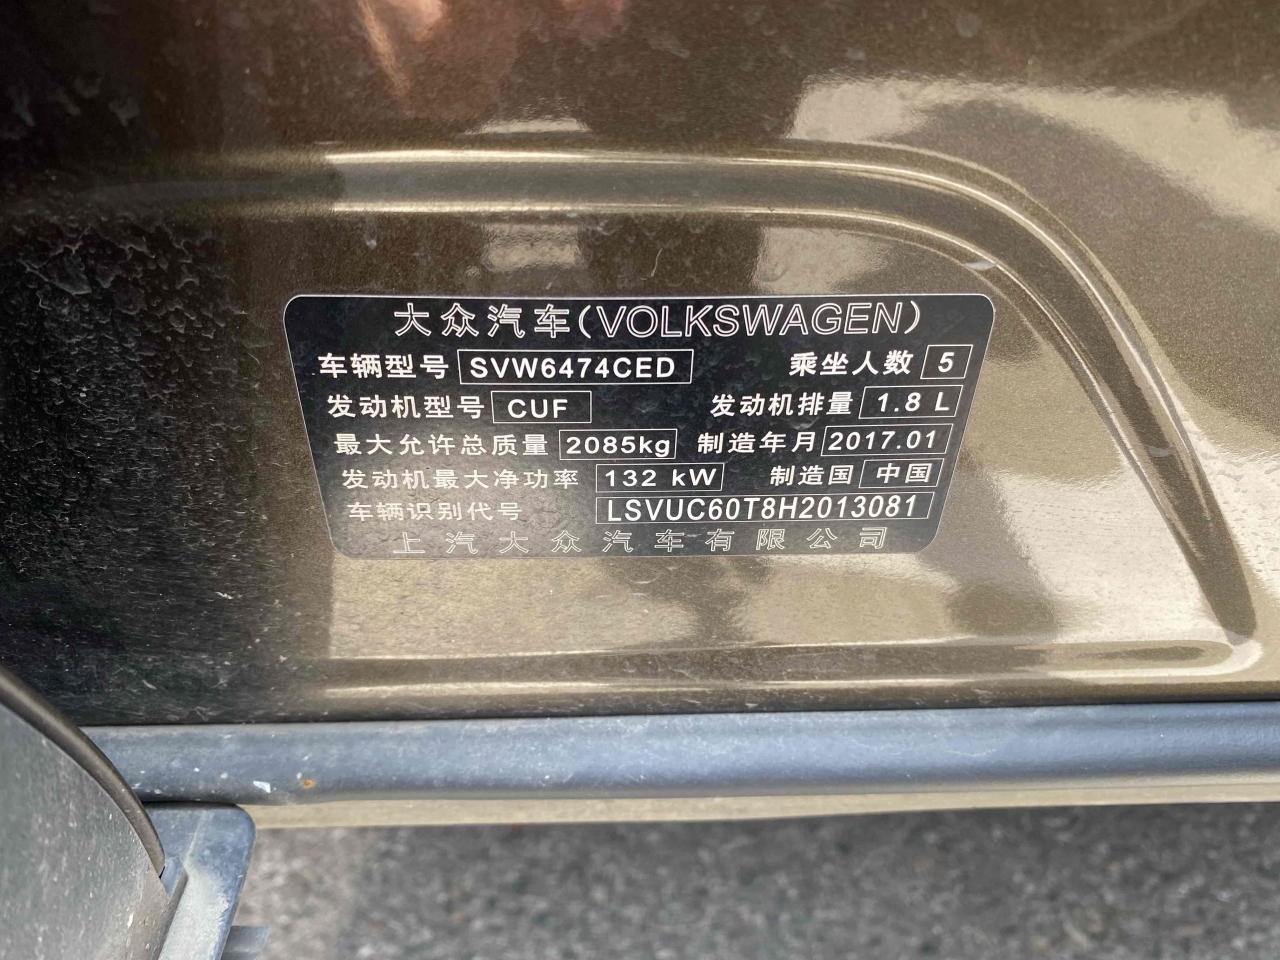 大众汽车(VOLKSWAGEN)
车辆型号 SVW6474CED 乘坐人数 5
发动机型号 CUF 发动机排量 1.8 L
最大允许总质量 2085kg 制造年月 2017.01
发动机最大净功率 132 kW 制造国 中国
车辆识别代号 LSVUC60T8H2013081
上汽大众汽车有限公司